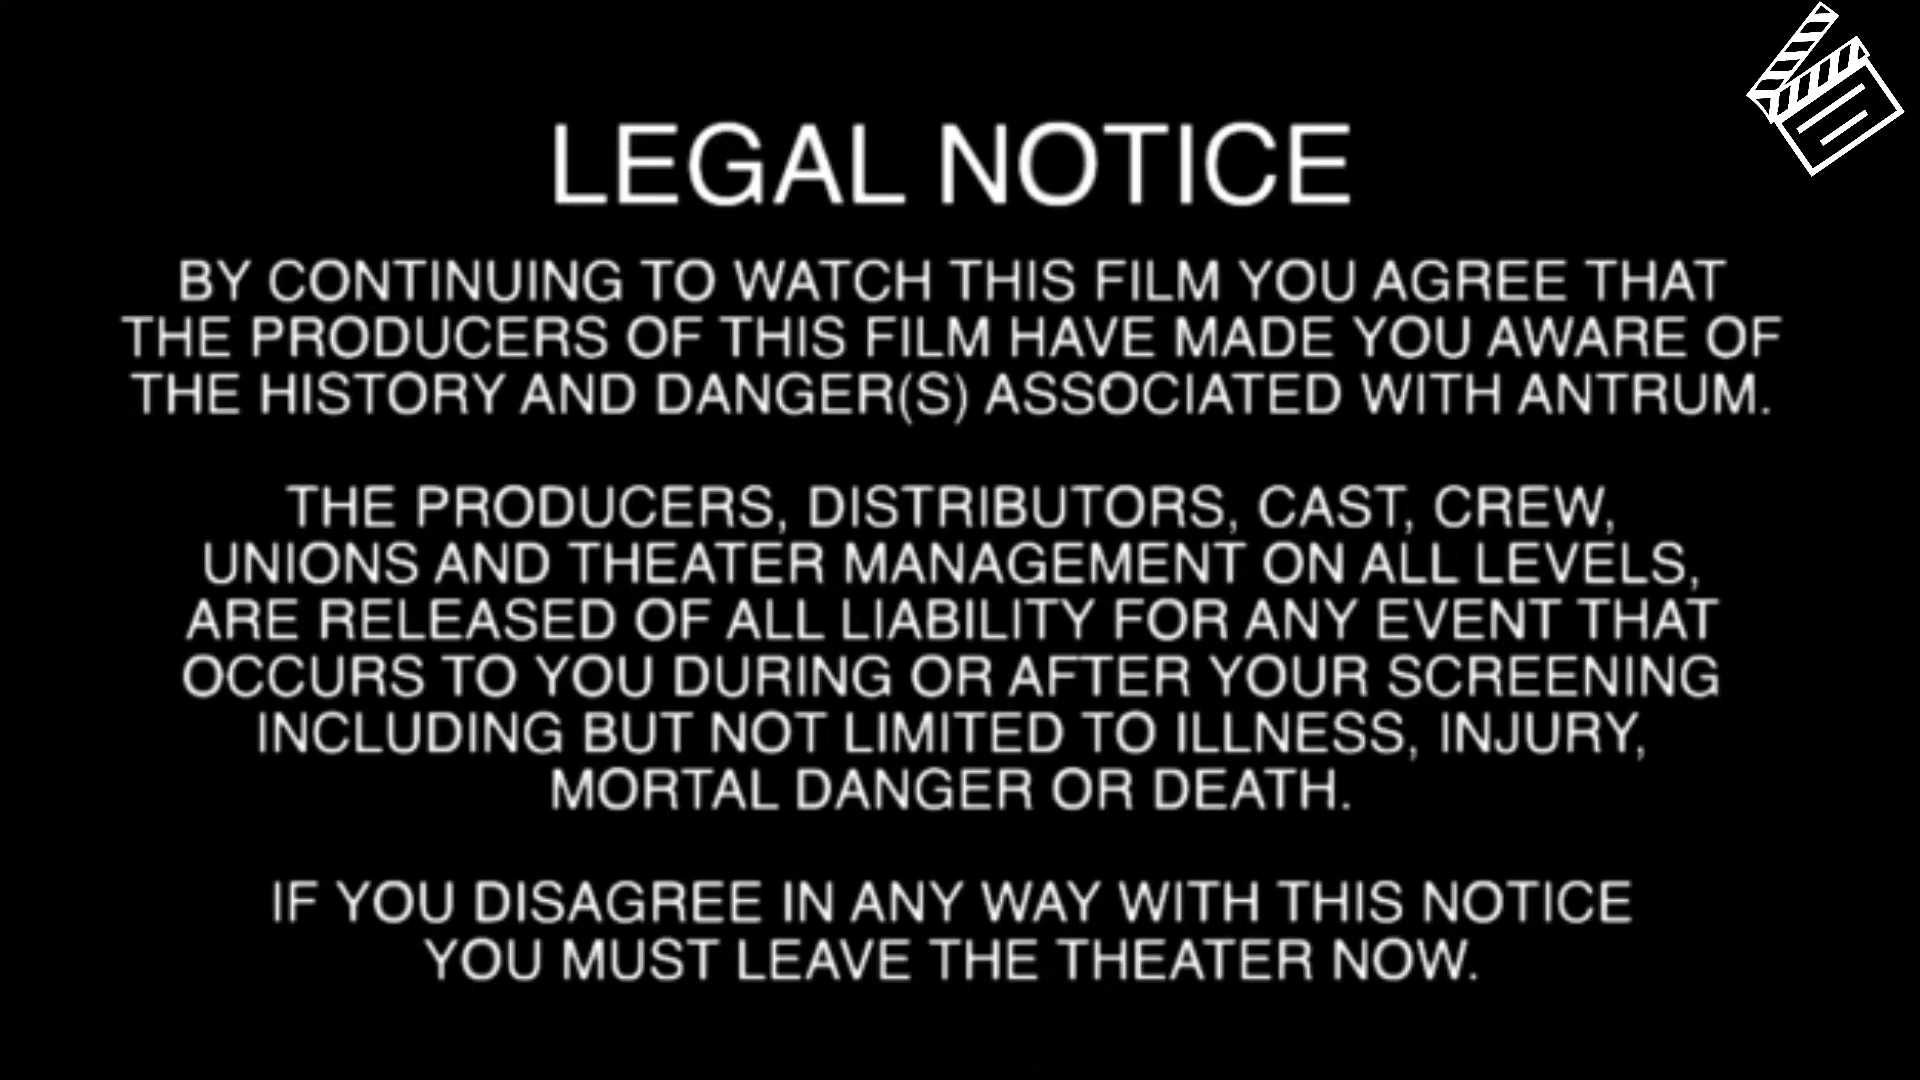 LEGAL NOTICE
BY CONTINUING TO WATCH THIS FILM YOU AGREE THAT
THE PRODUCERS OF THIS FILM HAVE MADE YOU AWARE OF
THE HISTORY AND DANGER(S) ASSOCIATED WITH ANTRUM.
THE PRODUCERS, DISTRIBUTORS, CAST, CREW,
UNIONS AND THEATER MANAGEMENT ON ALL LEVELS,
ARE RELEASED OF ALL LIABILITY FOR ANY EVENT THAT
OCCURS TO YOU DURING OR AFTER YOUR SCREENING
INCLUDING BUT NOT LIMITED TO ILLNESS, INJURY,
MORTAL DANGER OR DEATH.
IF YOU DISAGREE IN ANY WAY WITH THIS NOTICE
YOU MUST LEAVE THE THEATER NOW.